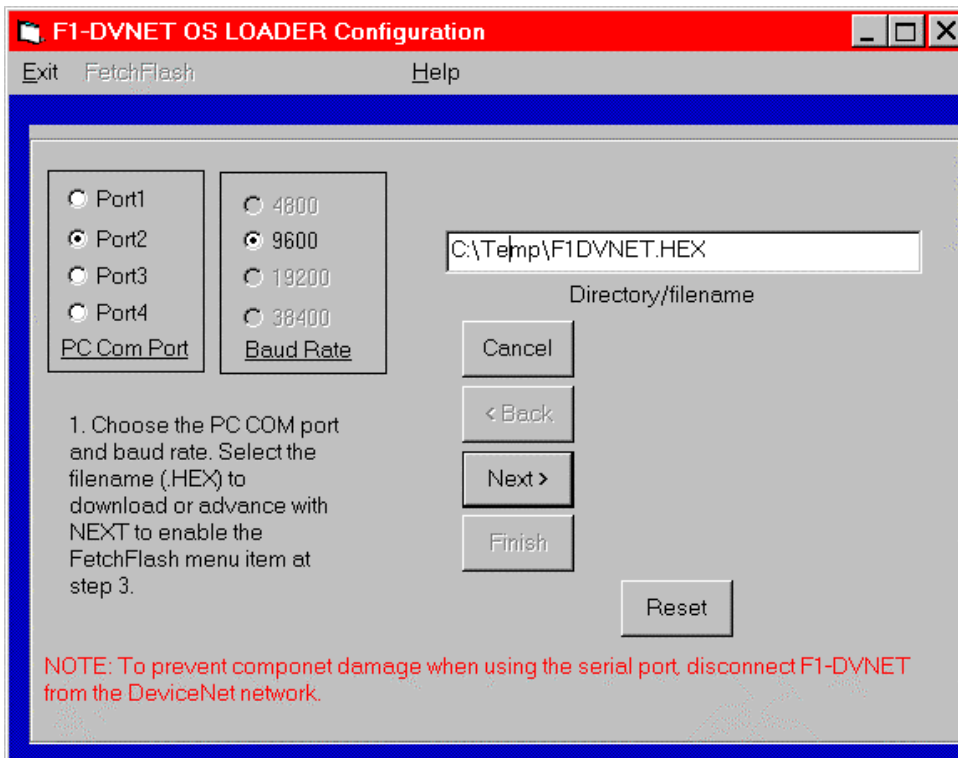 F1-DVNET OS LOADER Configuration
Exit FetchFlash Help
Port1
Port2
Port3
Port4
PC Com Port
4800
9600
19200
38400
Baud Rate
C:\Temp\F1DVNET.HEX
Directory/filename
Cancel
< Back
Next >
Finish
Reset
1. Choose the PC COM port
and baud rate. Select the
filename (.HEX) to
download or advance with
NEXT to enable the
FetchFlash menu item at
step 3.
NOTE: To prevent componet damage when using the serial port, disconnect F1-DVNET
from the DeviceNet network.